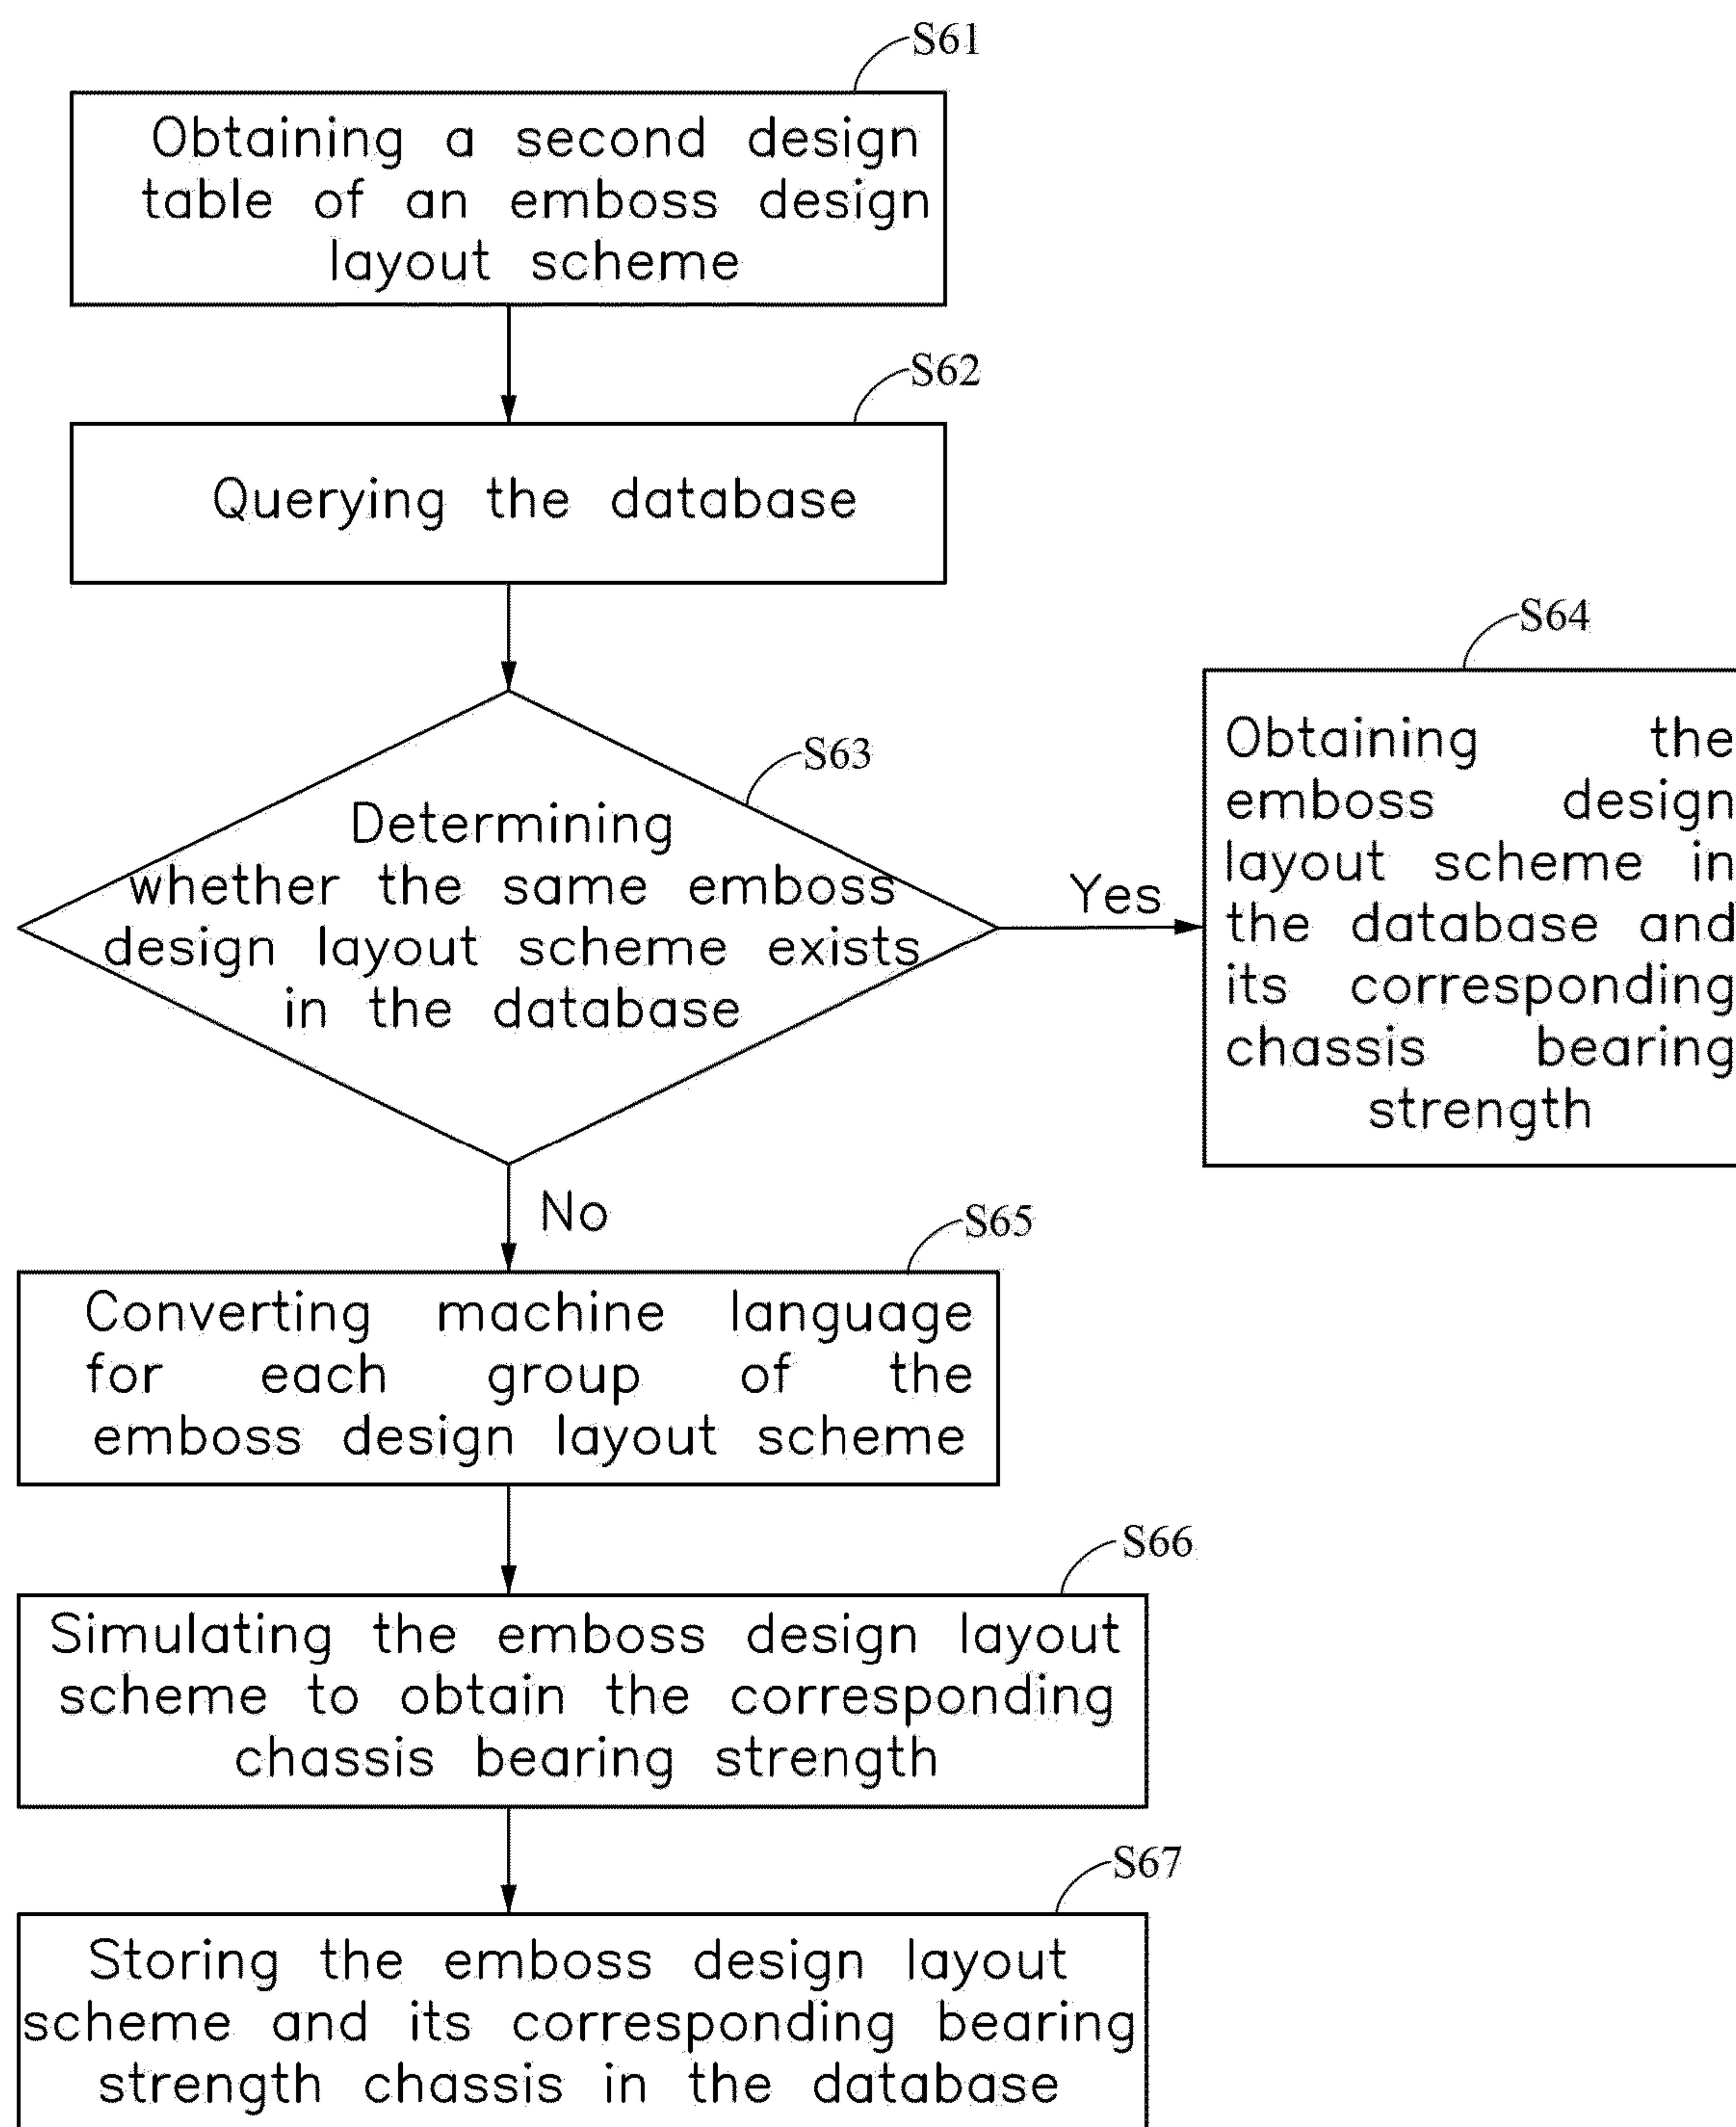 S61
Obtaining a second design
table of an emboss design
layout scheme
S62
Querying the database
S63
Determining
whether the same emboss
design layout scheme exists
in the database
Yes
S64
Obtaining the
emboss design
layout scheme in
the database and
its corresponding
chassis bearing
strength
No
S65
Converting machine language
for each group of the
emboss design layout scheme
S66
Simulating the emboss design layout
scheme to obtain the corresponding
chassis bearing strength
S67
Storing the emboss design layout
scheme and its corresponding bearing
strength chassis in the database